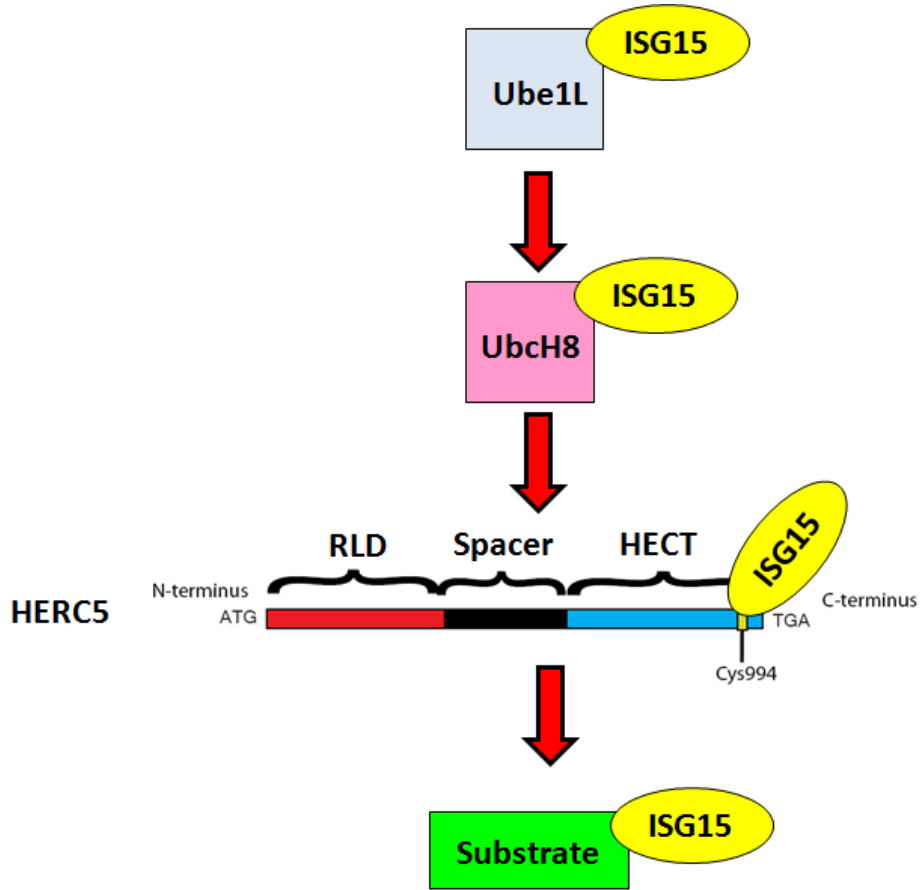 ISG15
Ube1L
ISG15
UbcH8
ISG15
RLD Spacer HECT
N-terminus C-terminus
HERC5 ATG TGA
Cys994
ISG15
Substrate